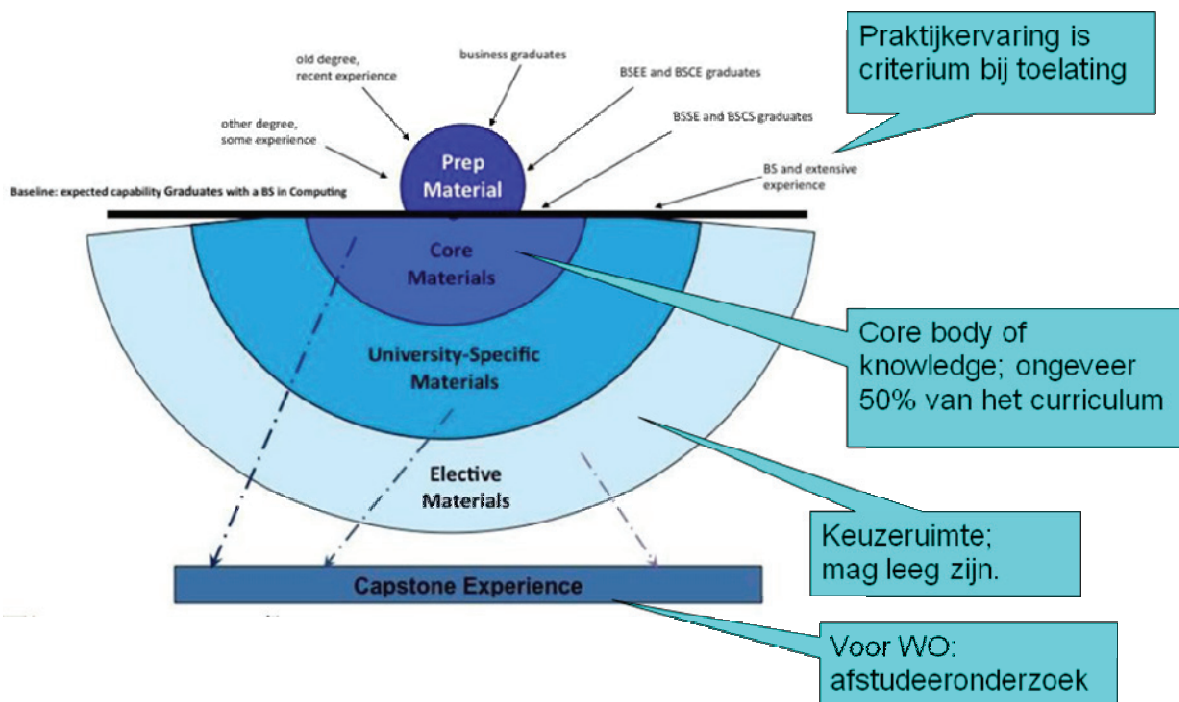 Praktijkervaring is
criterium bij toelating
old degree,
recent experience
business graduates
BSEE and BSCE graduates
other degree,
some experience
BSSE and BSCS graduates
Prep
Material
BS and extensive
experience
Baseline: expected capability Graduates with a BS in Computing
Core
Materials
Core body of
knowledge; ongeveer
50% van het curriculum
University-Specific
Materials
Elective
Materials
Keuzeruimte;
mag leeg zijn.
Capstone Experience
Voor WO:
afstudeeronderzoek